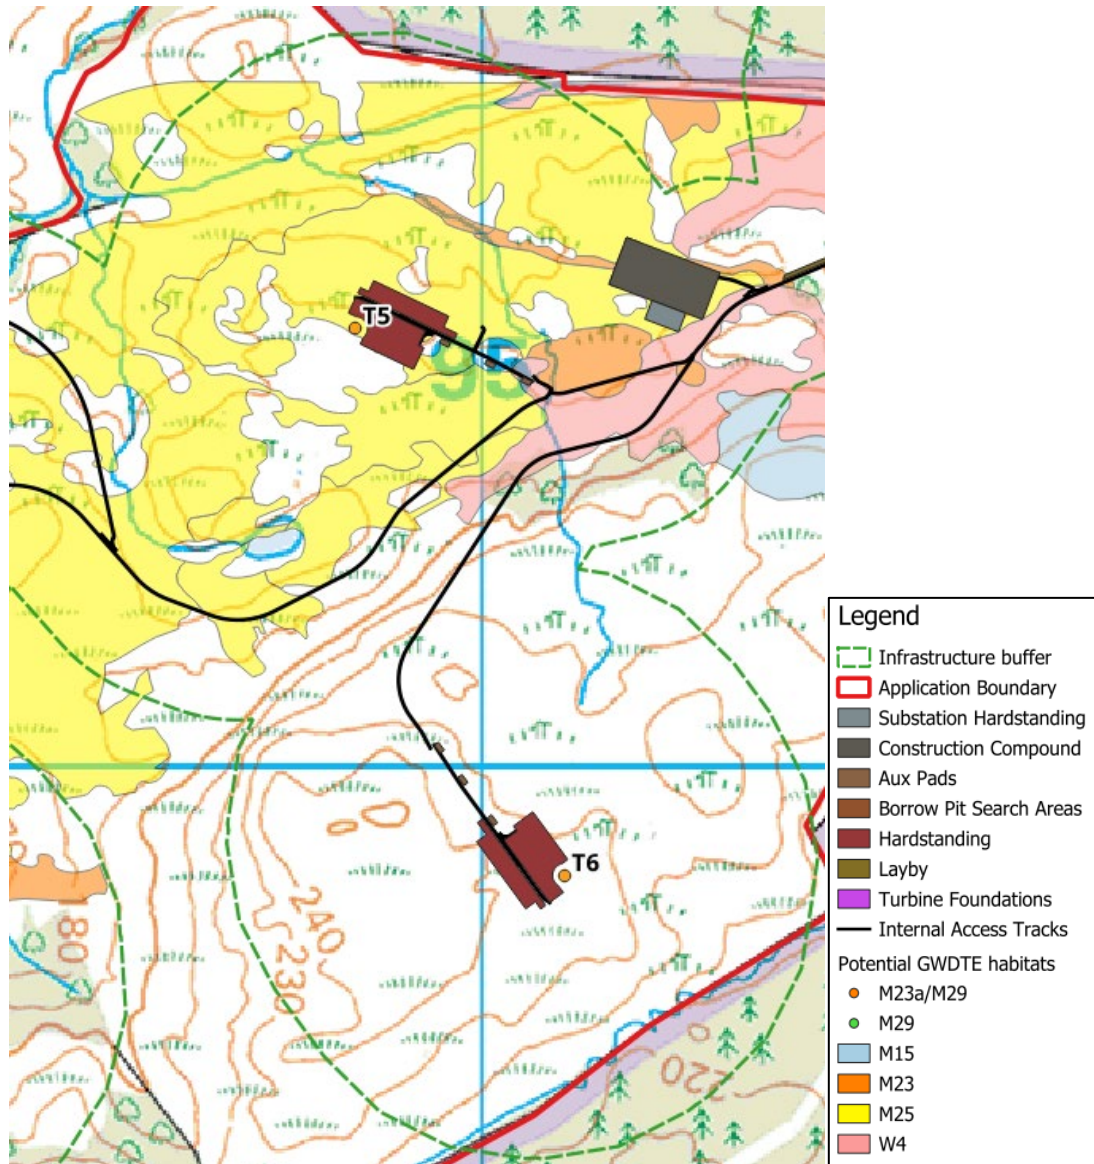 T5
95
T6
240
230
180
220
Legend
Infrastructure buffer
Application Boundary
Substation Hardstanding
Construction Compound
Aux Pads
Borrow Pit Search Areas
Hardstanding
Layby
Turbine Foundations
Internal Access Tracks
Potential GWDTE habitats
M23a/M29
M29
M15
M23
M25
W4